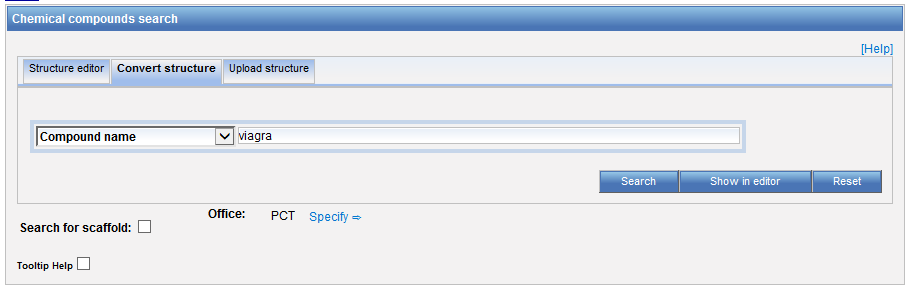 Chemical compounds search
[Help]
Structure editor Convert structure Upload structure
Compound name viagra
Search Show in editor Reset
Office: PCT Specify ⇨
Search for scaffold:
Tooltip Help